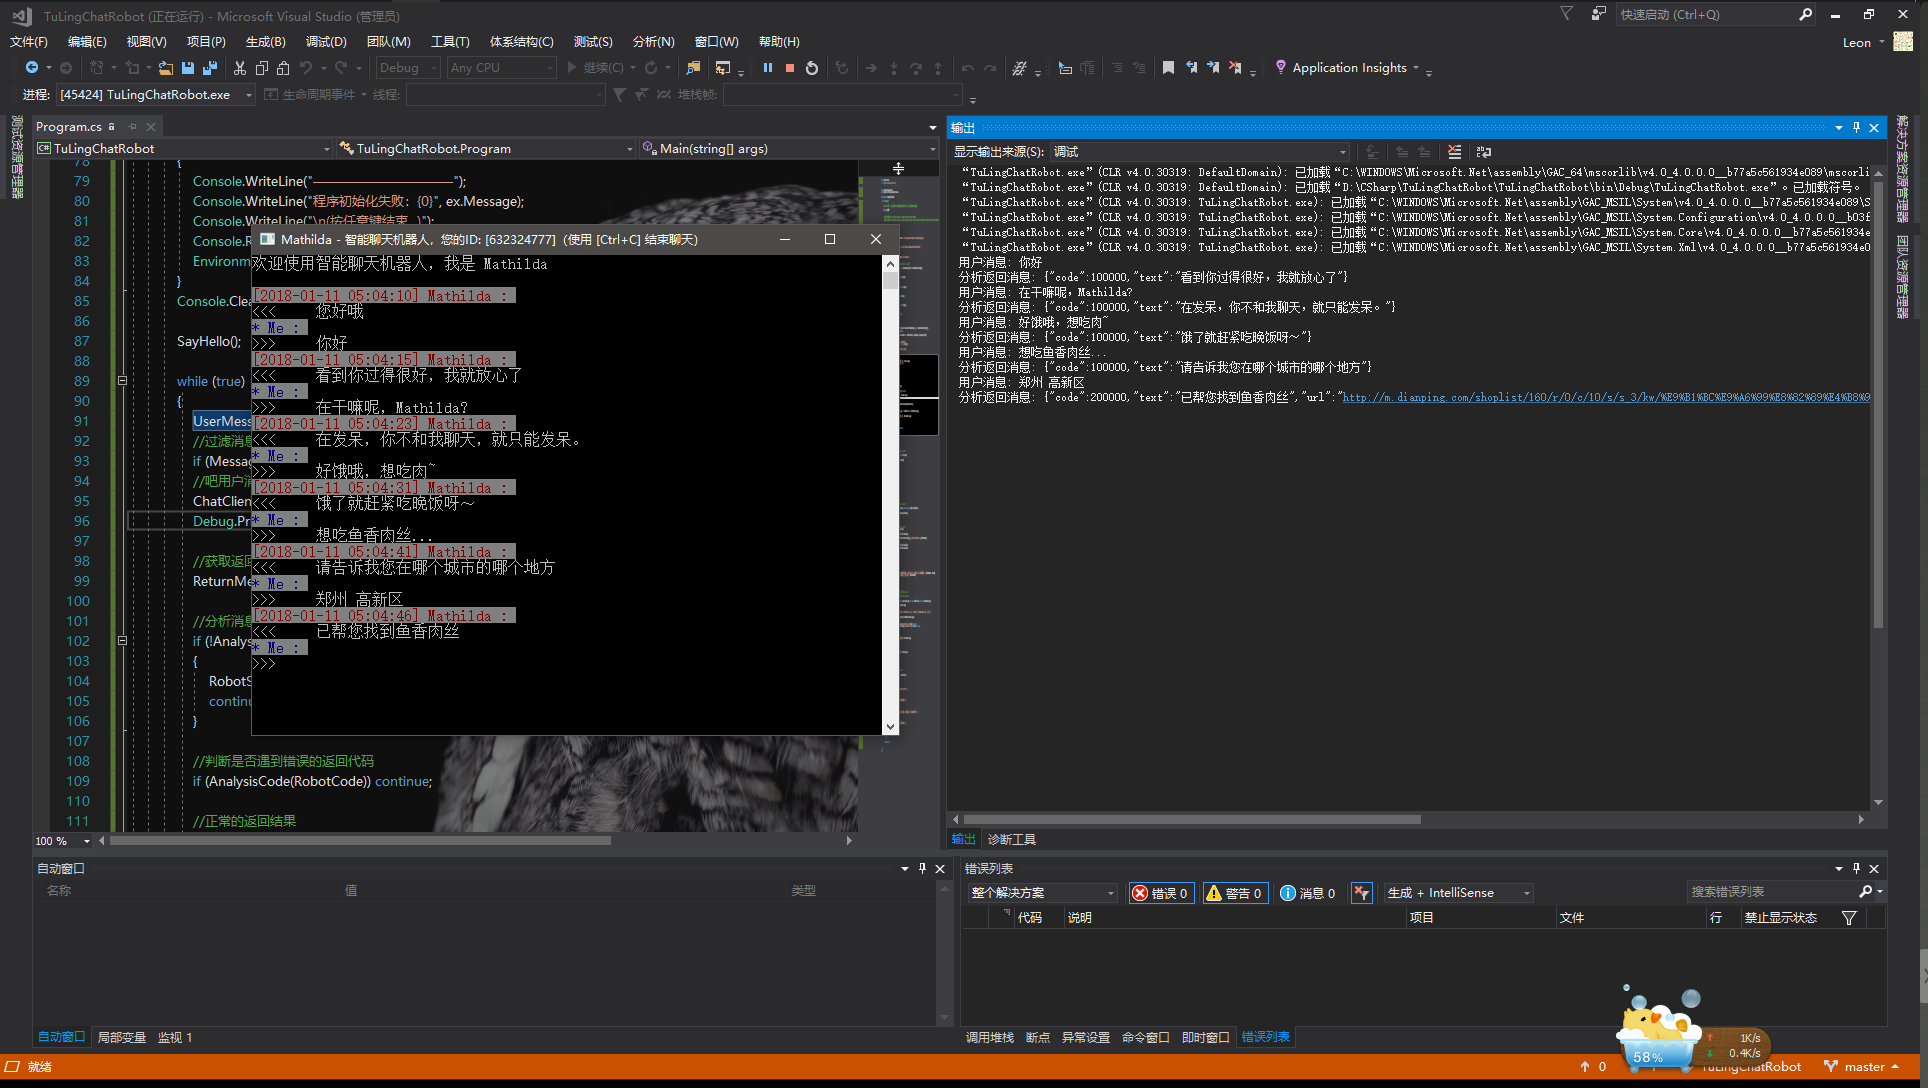 TuLingChatRobot (正在运行) - Microsoft Visual Studio (管理员)
快速启动 (Ctrl+Q)
文件(F) 编辑(E) 视图(V) 项目(P) 生成(B) 调试(D) 团队(M) 工具(T) 体系结构(C) 测试(S) 分析(N) 窗口(W) 帮助(H)
Leon
Debug Any CPU 继续(C) Application Insights
进程: [45424] TuLingChatRobot.exe 生命周期事件 线程: 堆栈帧:
测试资源管理器
Program.cs
TuLingChatRobot TuLingChatRobot.Program Main(string[] args)
78 {
79 Console.WriteLine("————————————");
80 Console.WriteLine("程序初始化失败: {0}", ex.Message);
81 Console.WriteLine("\n(按任意键结束..)");
82 Console.R
83 Environm
84 }
85 Console.Clea
86
87 SayHello();
88
89 while (true)
90 {
91 UserMess
92 //过滤消息
93 if (Messag
94 //吧用户消
95 ChatClien
96 Debug.Pr
97
98 //获取返回
99 ReturnMe
100
101 //分析消息
102 if (!Analys
103 {
104 RobotS
105 continu
106 }
107
108 //判断是否遇到错误的返回代码
109 if (AnalysisCode(RobotCode)) continue;
110
111 //正常的返回结果
100 %
Mathilda - 智能聊天机器人, 您的ID: [632324777] (使用 [Ctrl+C] 结束聊天)
欢迎使用智能聊天机器人, 我是 Mathilda
[2018-01-11 05:04:10] Mathilda :
<<< 您好哦
* Me :
>>> 你好
[2018-01-11 05:04:15] Mathilda :
<<< 看到你过得很好, 我就放心了
* Me :
>>> 在干嘛呢, Mathilda?
[2018-01-11 05:04:23] Mathilda :
<<< 在发呆, 你不和我聊天, 就只能发呆。
* Me :
>>> 好饿哦, 想吃肉~
[2018-01-11 05:04:31] Mathilda :
<<< 饿了就赶紧吃晚饭呀～
* Me :
>>> 想吃鱼香肉丝...
[2018-01-11 05:04:41] Mathilda :
<<< 请告诉我您在哪个城市的哪个地方
* Me :
>>> 郑州 高新区
[2018-01-11 05:04:46] Mathilda :
<<< 已帮您找到鱼香肉丝
* Me :
>>>
输出
显示输出来源(S): 调试
“TuLingChatRobot.exe”(CLR v4.0.30319: DefaultDomain): 已加载“C:\WINDOWS\Microsoft.Net\assembly\GAC_64\mscorlib\v4.0_4.0.0.0__b77a5c561934e089\mscorli
“TuLingChatRobot.exe”(CLR v4.0.30319: DefaultDomain): 已加载“D:\CSharp\TuLingChatRobot\TuLingChatRobot\bin\Debug\TuLingChatRobot.exe”。已加载符号。
“TuLingChatRobot.exe”(CLR v4.0.30319: TuLingChatRobot.exe): 已加载“C:\WINDOWS\Microsoft.Net\assembly\GAC_MSIL\System\v4.0_4.0.0.0__b77a5c561934e089\S
“TuLingChatRobot.exe”(CLR v4.0.30319: TuLingChatRobot.exe): 已加载“C:\WINDOWS\Microsoft.Net\assembly\GAC_MSIL\System.Configuration\v4.0_4.0.0.0__b03f
“TuLingChatRobot.exe”(CLR v4.0.30319: TuLingChatRobot.exe): 已加载“C:\WINDOWS\Microsoft.Net\assembly\GAC_MSIL\System.Core\v4.0_4.0.0.0__b77a5c561934e
“TuLingChatRobot.exe”(CLR v4.0.30319: TuLingChatRobot.exe): 已加载“C:\WINDOWS\Microsoft.Net\assembly\GAC_MSIL\System.Xml\v4.0_4.0.0.0__b77a5c561934e0
用户消息: 你好
分析返回消息: {"code":100000,"text":"看到你过得很好，我就放心了"}
用户消息: 在干嘛呢，Mathilda?
分析返回消息: {"code":100000,"text":"在发呆，你不和我聊天，就只能发呆。"}
用户消息: 好饿哦，想吃肉~
分析返回消息: {"code":100000,"text":"饿了就赶紧吃晚饭呀～"}
用户消息: 想吃鱼香肉丝...
分析返回消息: {"code":100000,"text":"请告诉我您在哪个城市的哪个地方"}
用户消息: 郑州 高新区
分析返回消息: {"code":200000,"text":"已帮您找到鱼香肉丝","url":"http://m.dianping.com/shoplist/160/r/0/c/10/s/s_3/kw/%E9%B1%BC%E9%A6%99%E8%82%89%E4%B8%9
输出 诊断工具
解决方案资源管理器
团队资源管理器
自动窗口
名称 值 类型
自动窗口 局部变量 监视 1
错误列表
整个解决方案 错误 0 警告 0 消息 0 生成 + IntelliSense 搜索错误列表
代码 说明 项目 文件 行 禁止显示状态
调用堆栈 断点 异常设置 命令窗口 即时窗口 错误列表
58%
1K/s
0.4K/s
就绪
0 TuLingChatRobot master